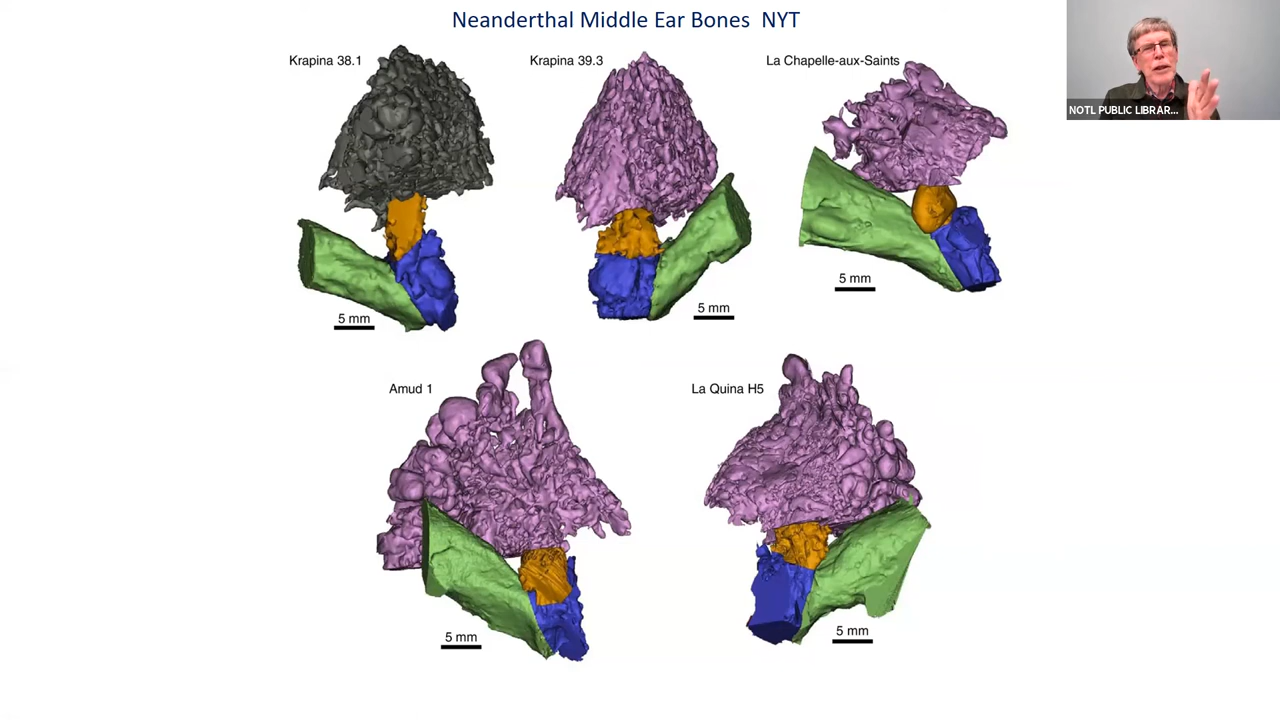 Neanderthal Middle Ear Bones NYT
Krapina 38.1
Krapina 39.3
La Chapelle-aux-Saints
NOTL PUBLIC LIBRAR...
5 mm
5 mm
5 mm
Amud 1
La Quina H5
5 mm
5 mm